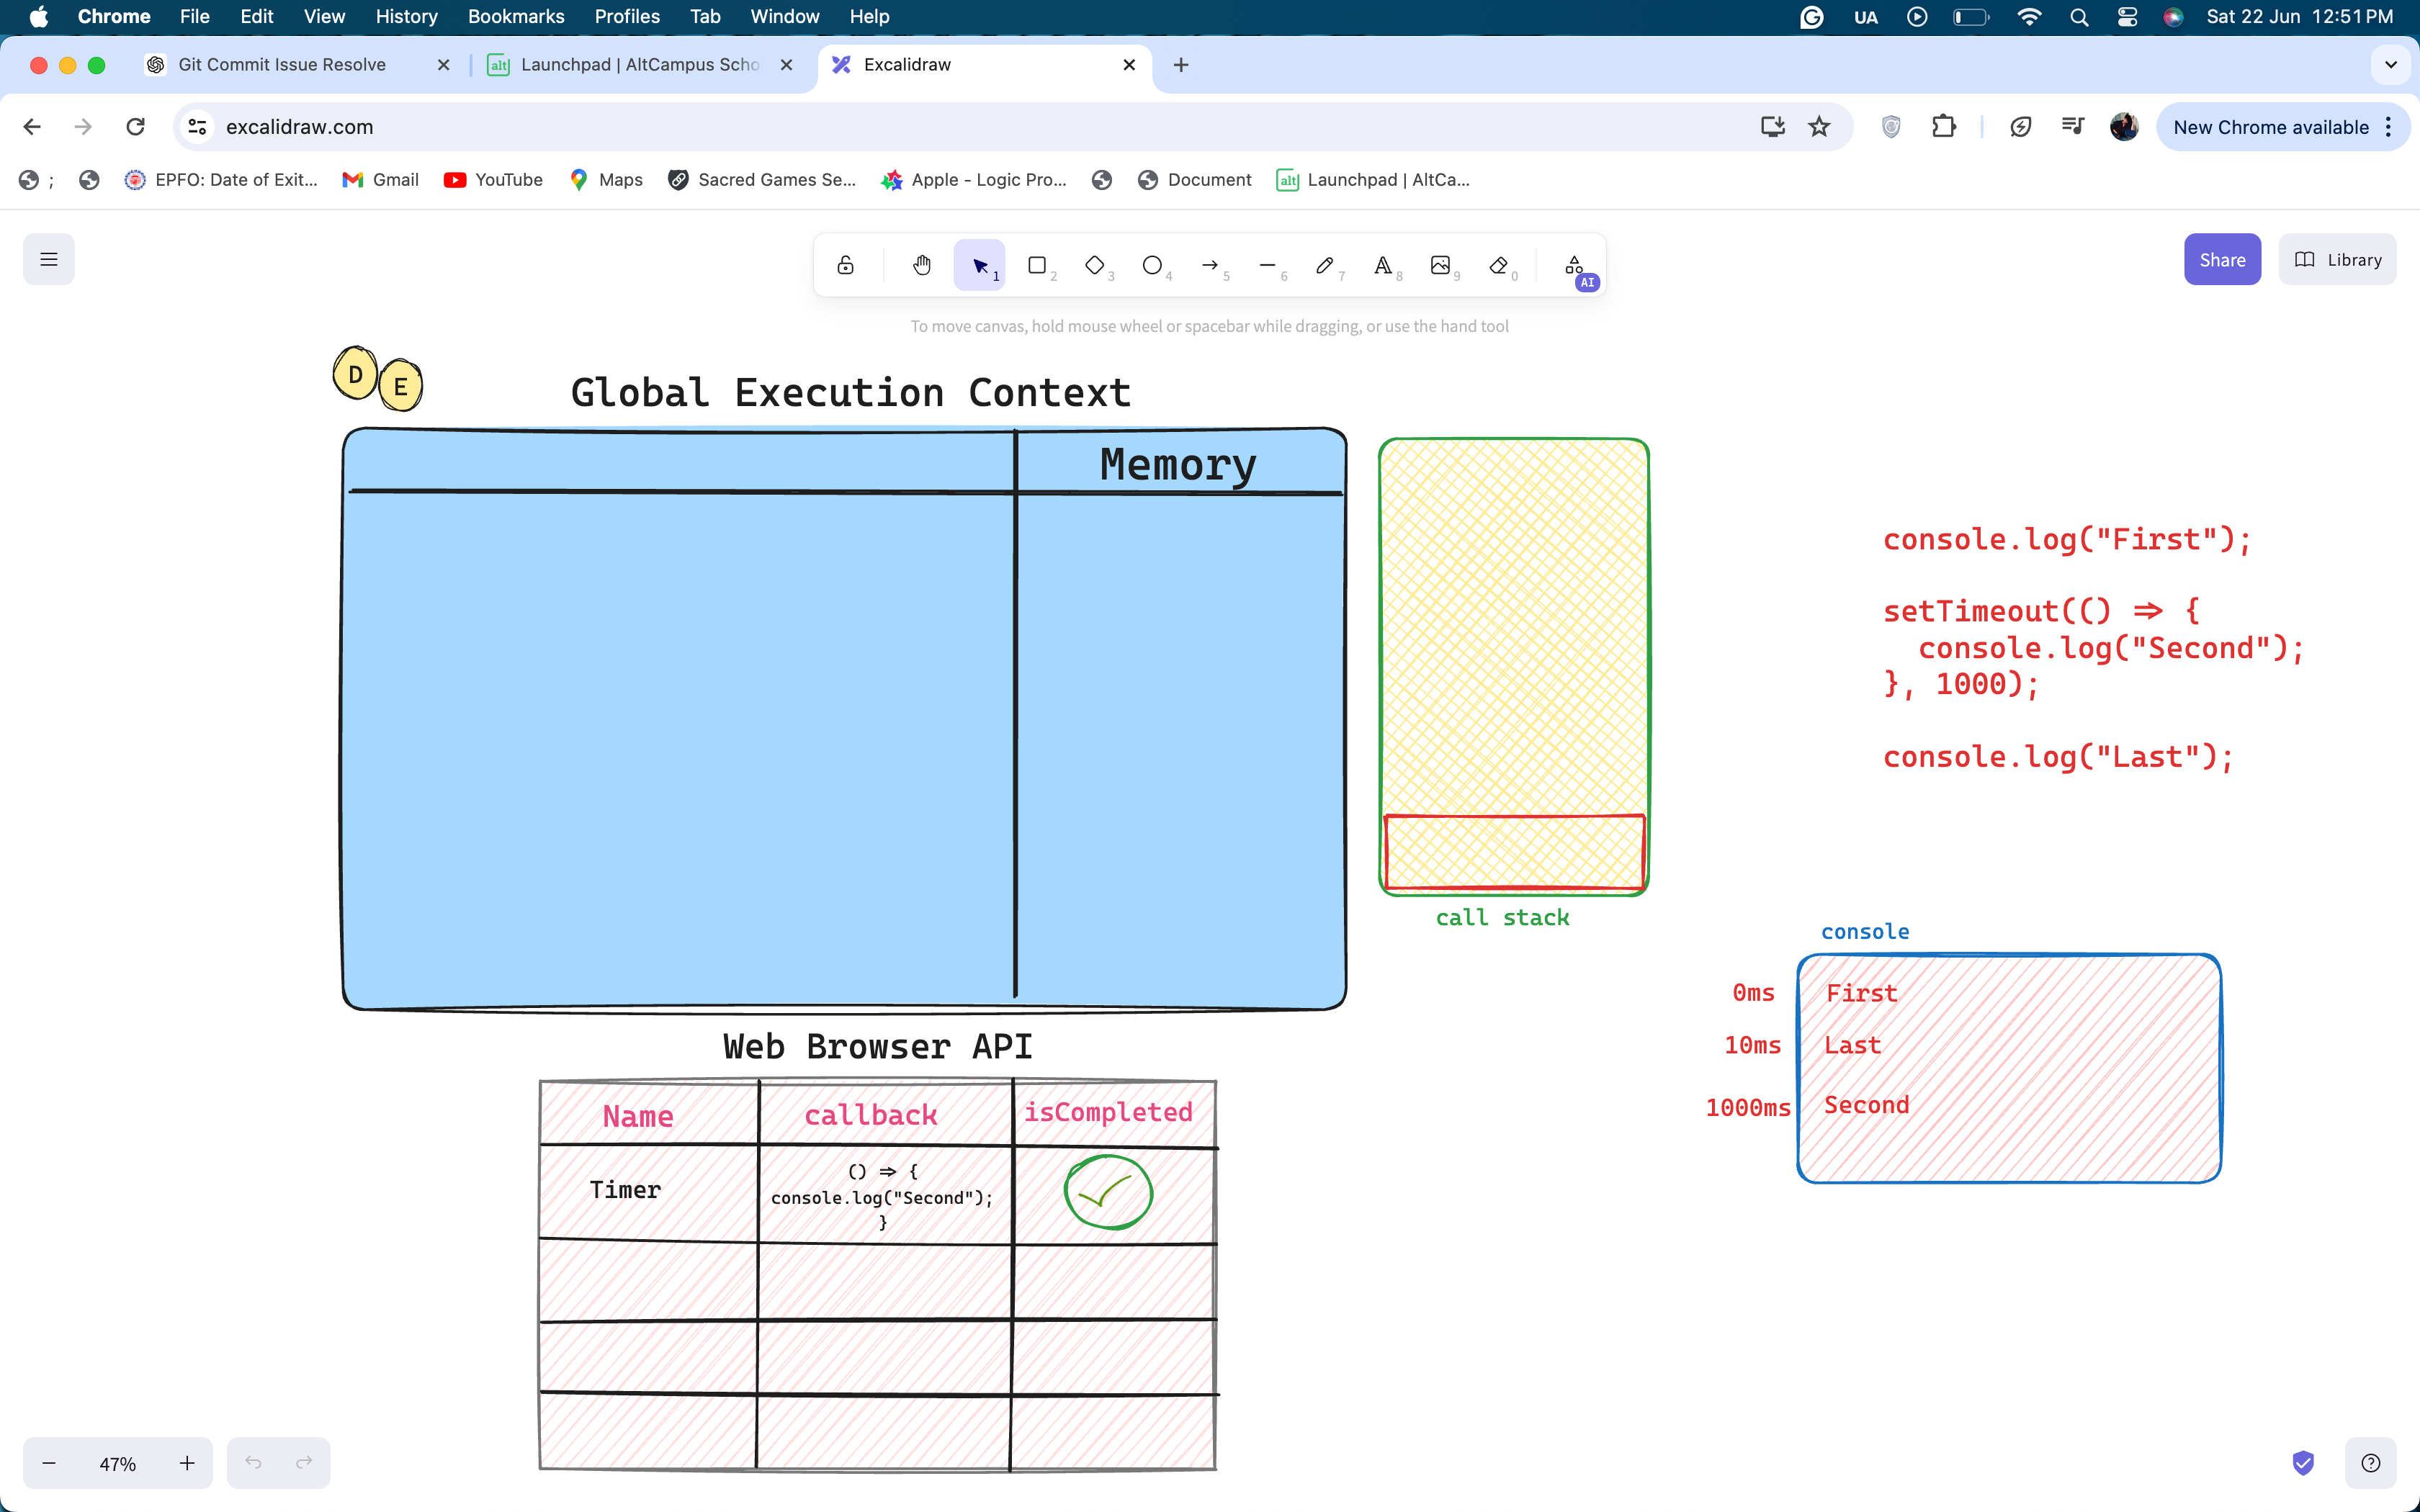 Chrome File Edit View History Bookmarks Profiles Tab Window Help UA Sat 22 Jun 12:51 PM
Git Commit Issue Resolve alt Launchpad | AltCampus Scho Excalidraw
excalidraw.com New Chrome available
; EPFO: Date of Exit... Gmail YouTube Maps Sacred Games Se... Apple - Logic Pro... Document alt Launchpad | AltCa...
1 2 3 4 5 6 7 A 8 9 0 AI
Share Library
To move canvas, hold mouse wheel or spacebar while dragging, or use the hand tool
D E
Global Execution Context
Memory
console.log("First");
setTimeout(() => {
console.log("Second");
}, 1000);
console.log("Last");
call stack
console
0ms First
10ms Last
1000ms Second
Web Browser API
Name callback isCompleted
Timer
() => {
console.log("Second");
}
47%